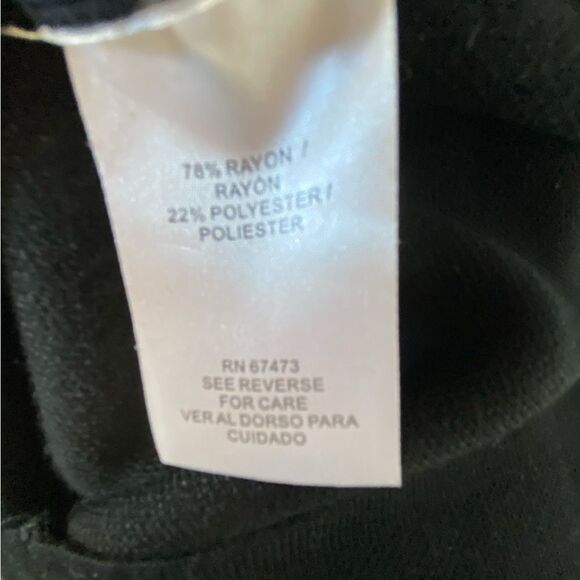 78% RAYON /
RAYÓN
22% POLYESTER /
POLIESTER
RN 67473
SEE REVERSE
FOR CARE
VER AL DORSO PARA
CUIDADO